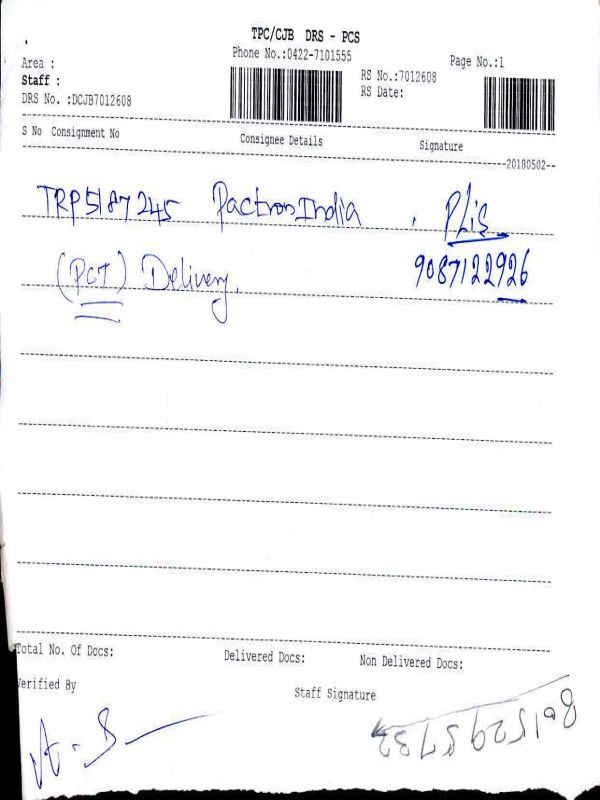 TPC/CJB DRS - PCS
Phone No.:0422-7101555
Page No.:1
Area :
Staff :
DRS No. :DCJB7012608
RS No.:7012608
RS Date:
S No Consignment No Consignee Details Signature
20180502
TRP5187245 Pactron India
9087122926
(PCT) Delivery.
Total No. Of Docs: Delivered Docs: Non Delivered Docs:
Verified By Staff Signature